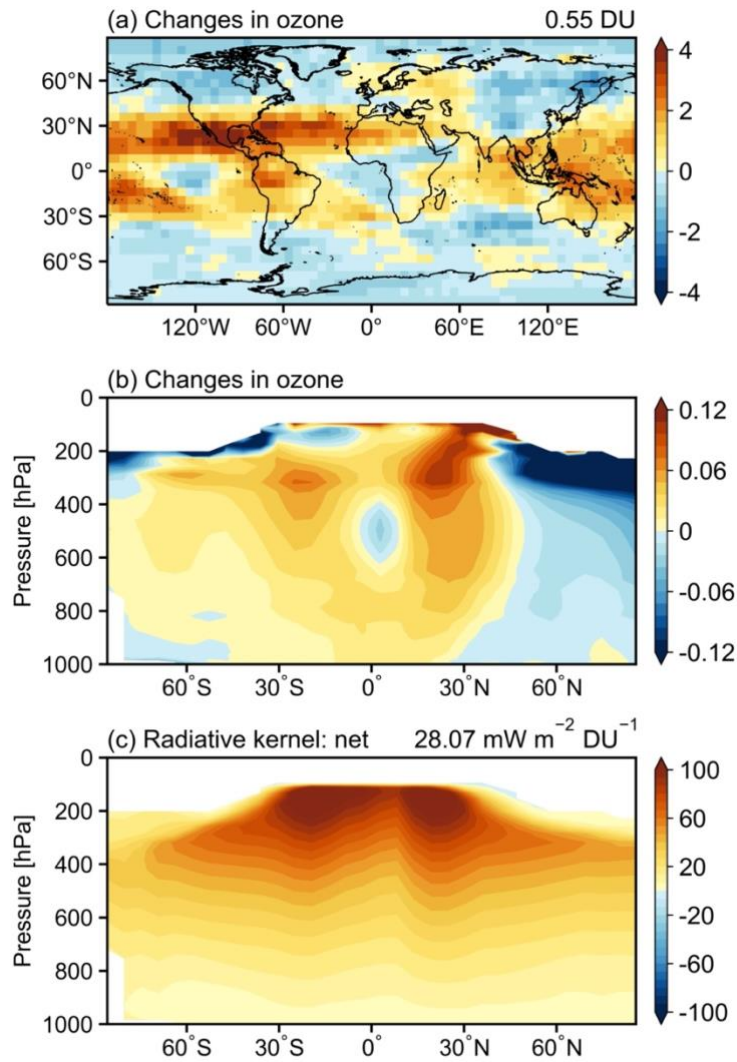 (a) Changes in ozone 0.55 DU
60°N
30°N
0°
30°S
60°S
120°W 60°W 0° 60°E 120°E
4
2
0
-2
-4
(b) Changes in ozone
Pressure [hPa]
0
200
400
600
800
1000
60°S 30°S 0° 30°N 60°N
0.12
0.06
0
-0.06
-0.12
(c) Radiative kernel: net 28.07 mW m⁻² DU⁻¹
Pressure [hPa]
0
200
400
600
800
1000
60°S 30°S 0° 30°N 60°N
100
60
20
-20
-60
-100